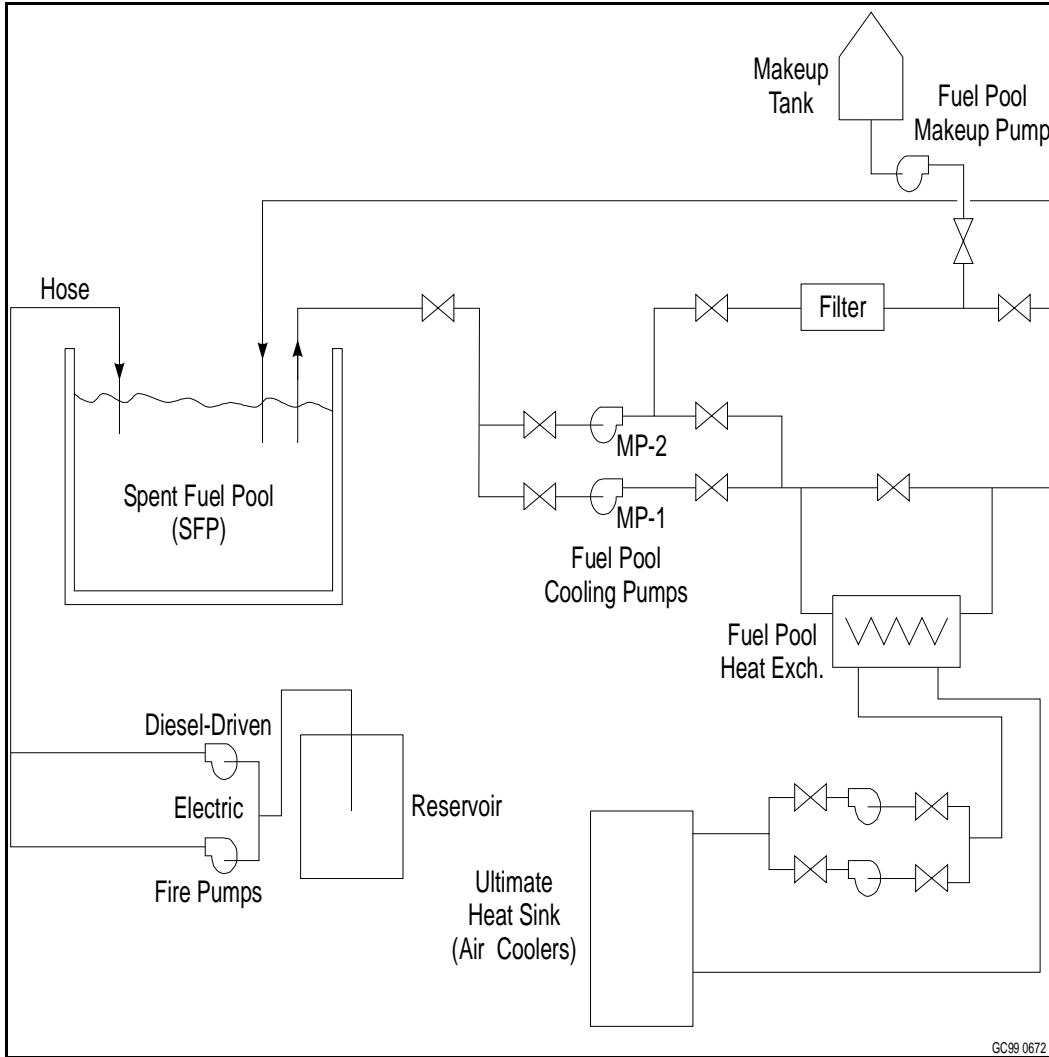 Makeup
Tank
Fuel Pool
Makeup Pump
Hose
Filter
MP-2
Spent Fuel Pool
(SFP)
MP-1
Fuel Pool
Cooling Pumps
Fuel Pool
Heat Exch.
Diesel-Driven
Electric
Reservoir
Fire Pumps
Ultimate
Heat Sink
(Air Coolers)
GC99 0672